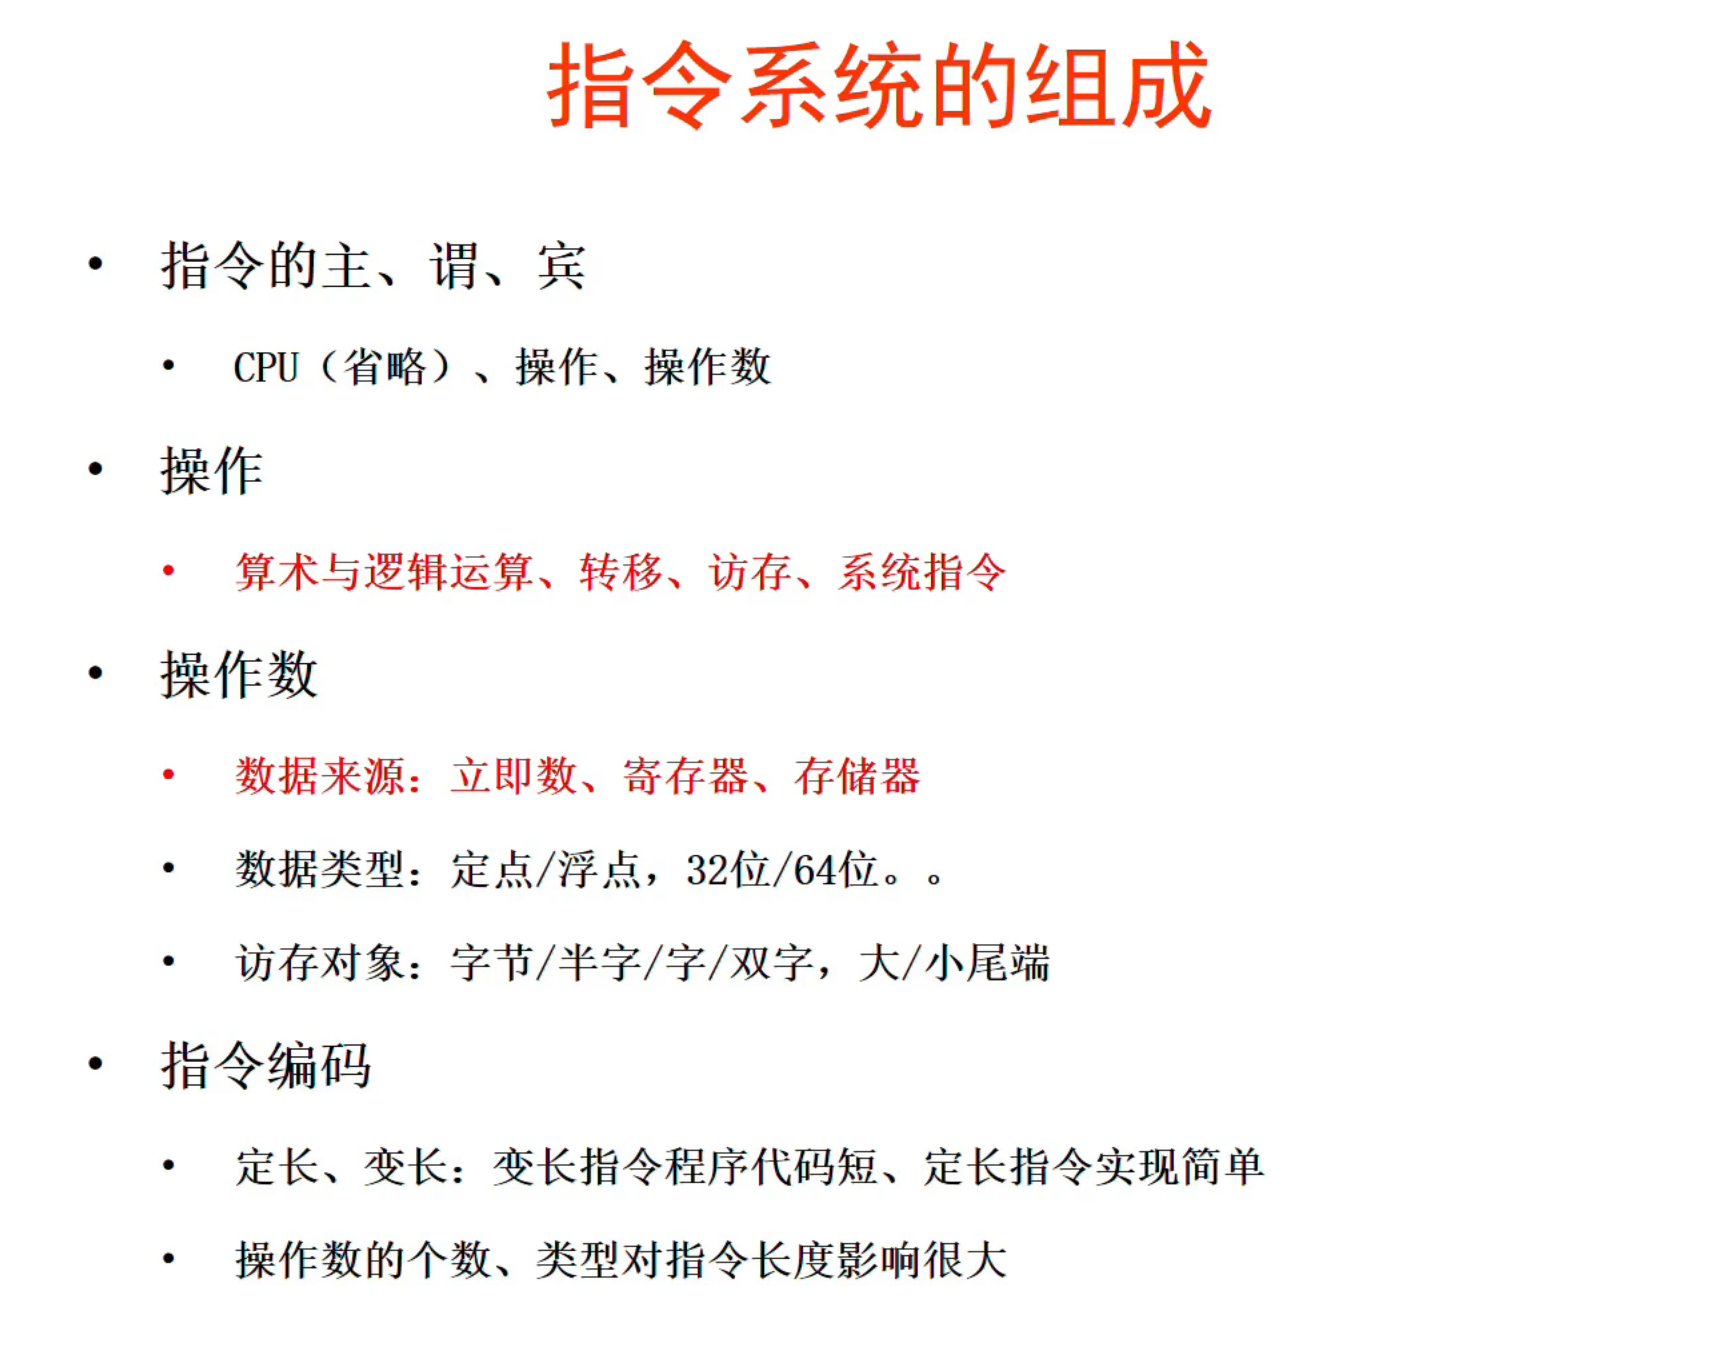 指令系统的组成
• 指令的主、谓、宾
• CPU（省略）、操作、操作数
• 操作
• 算术与逻辑运算、转移、访存、系统指令
• 操作数
• 数据来源：立即数、寄存器、存储器
• 数据类型：定点/浮点，32位/64位。。
• 访存对象：字节/半字/字/双字，大/小尾端
• 指令编码
• 定长、变长：变长指令程序代码短、定长指令实现简单
• 操作数的个数、类型对指令长度影响很大